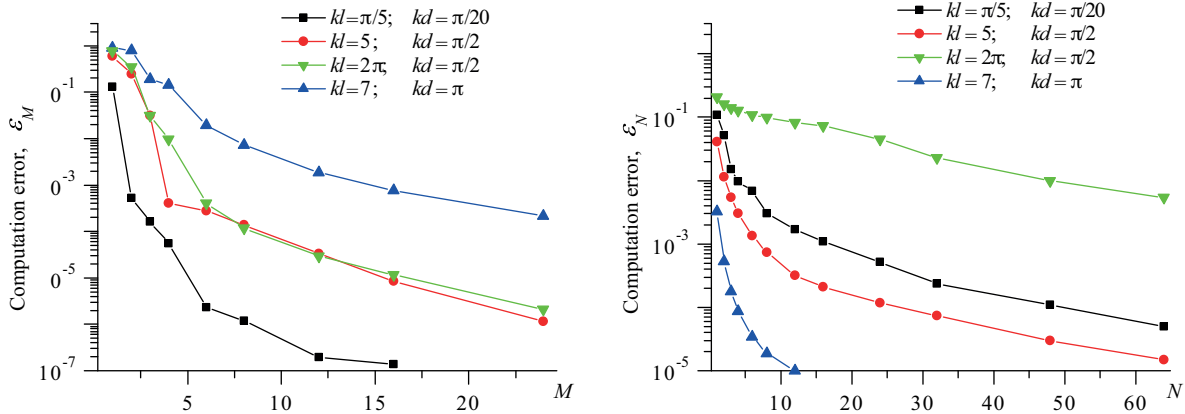 kl = π/5; kd = π/20
kl = 5; kd = π/2
kl = 2π; kd = π/2
kl = 7; kd = π
Computation error, ε_M
10^-1
10^-3
10^-5
10^-7
5 10 15 20 M
kl = π/5; kd = π/20
kl = 5; kd = π/2
kl = 2π; kd = π/2
kl = 7; kd = π
Computation error, ε_N
10^-1
10^-3
10^-5
10 20 30 40 50 60 N